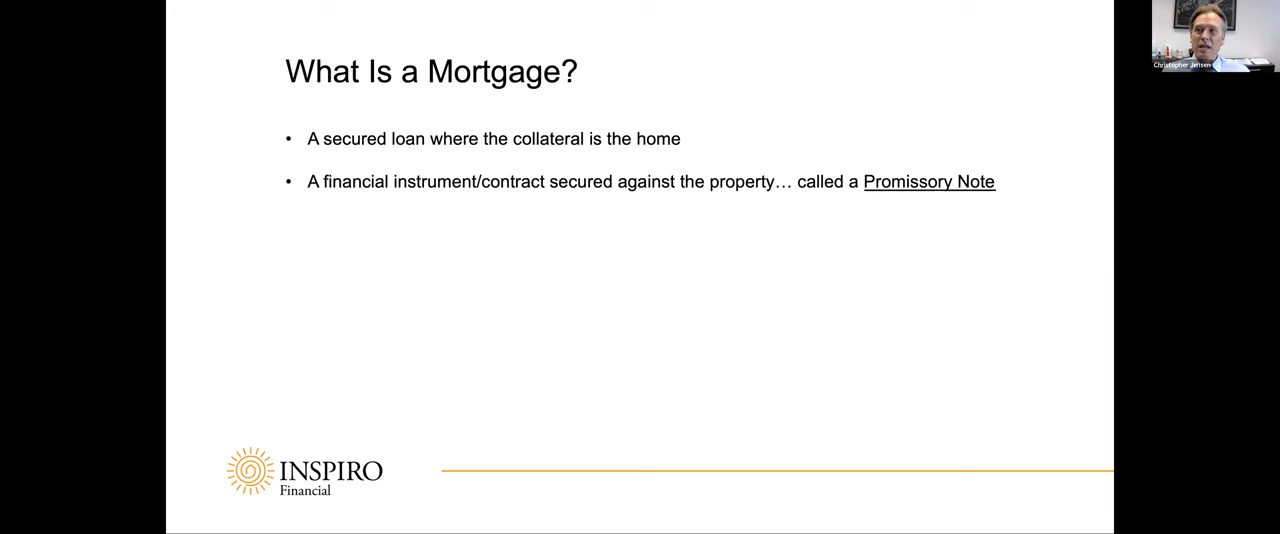 What Is a Mortgage?
• A secured loan where the collateral is the home
• A financial instrument/contract secured against the property… called a Promissory Note
INSPIRO
Financial
Christopher Jensen